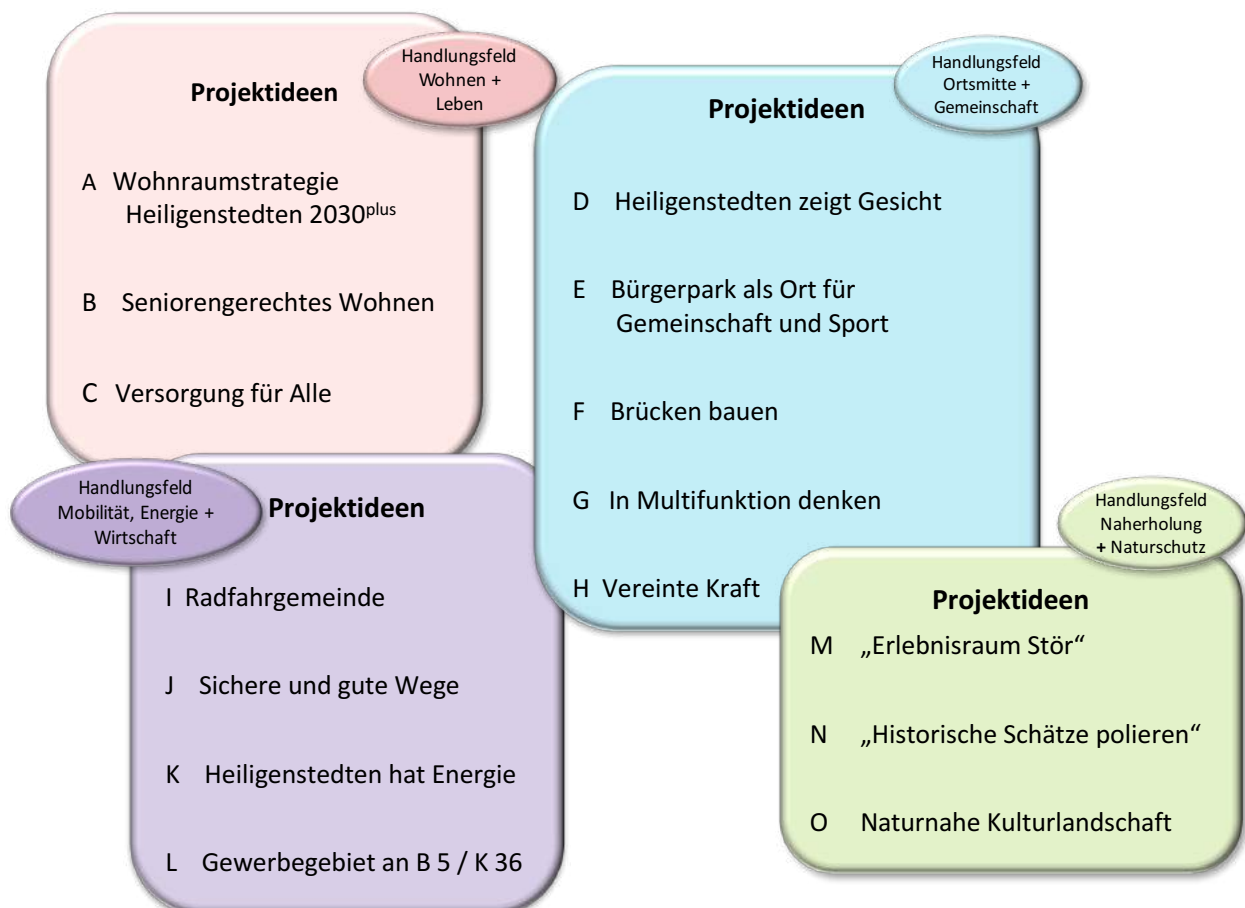 Handlungsfeld
Wohnen +
Leben
Projektideen
A Wohnraumstrategie
Heiligenstedten 2030plus
B Seniorengerechtes Wohnen
C Versorgung für Alle
Handlungsfeld
Ortsmitte +
Gemeinschaft
Projektideen
D Heiligenstedten zeigt Gesicht
E Bürgerpark als Ort für
Gemeinschaft und Sport
F Brücken bauen
G In Multifunktion denken
H Vereinte Kraft
Handlungsfeld
Mobilität, Energie +
Wirtschaft
Projektideen
I Radfahrgemeinde
J Sichere und gute Wege
K Heiligenstedten hat Energie
L Gewerbegebiet an B 5 / K 36
Handlungsfeld
Naherholung
+ Naturschutz
Projektideen
M „Erlebnisraum Stör“
N „Historische Schätze polieren“
O Naturnahe Kulturlandschaft